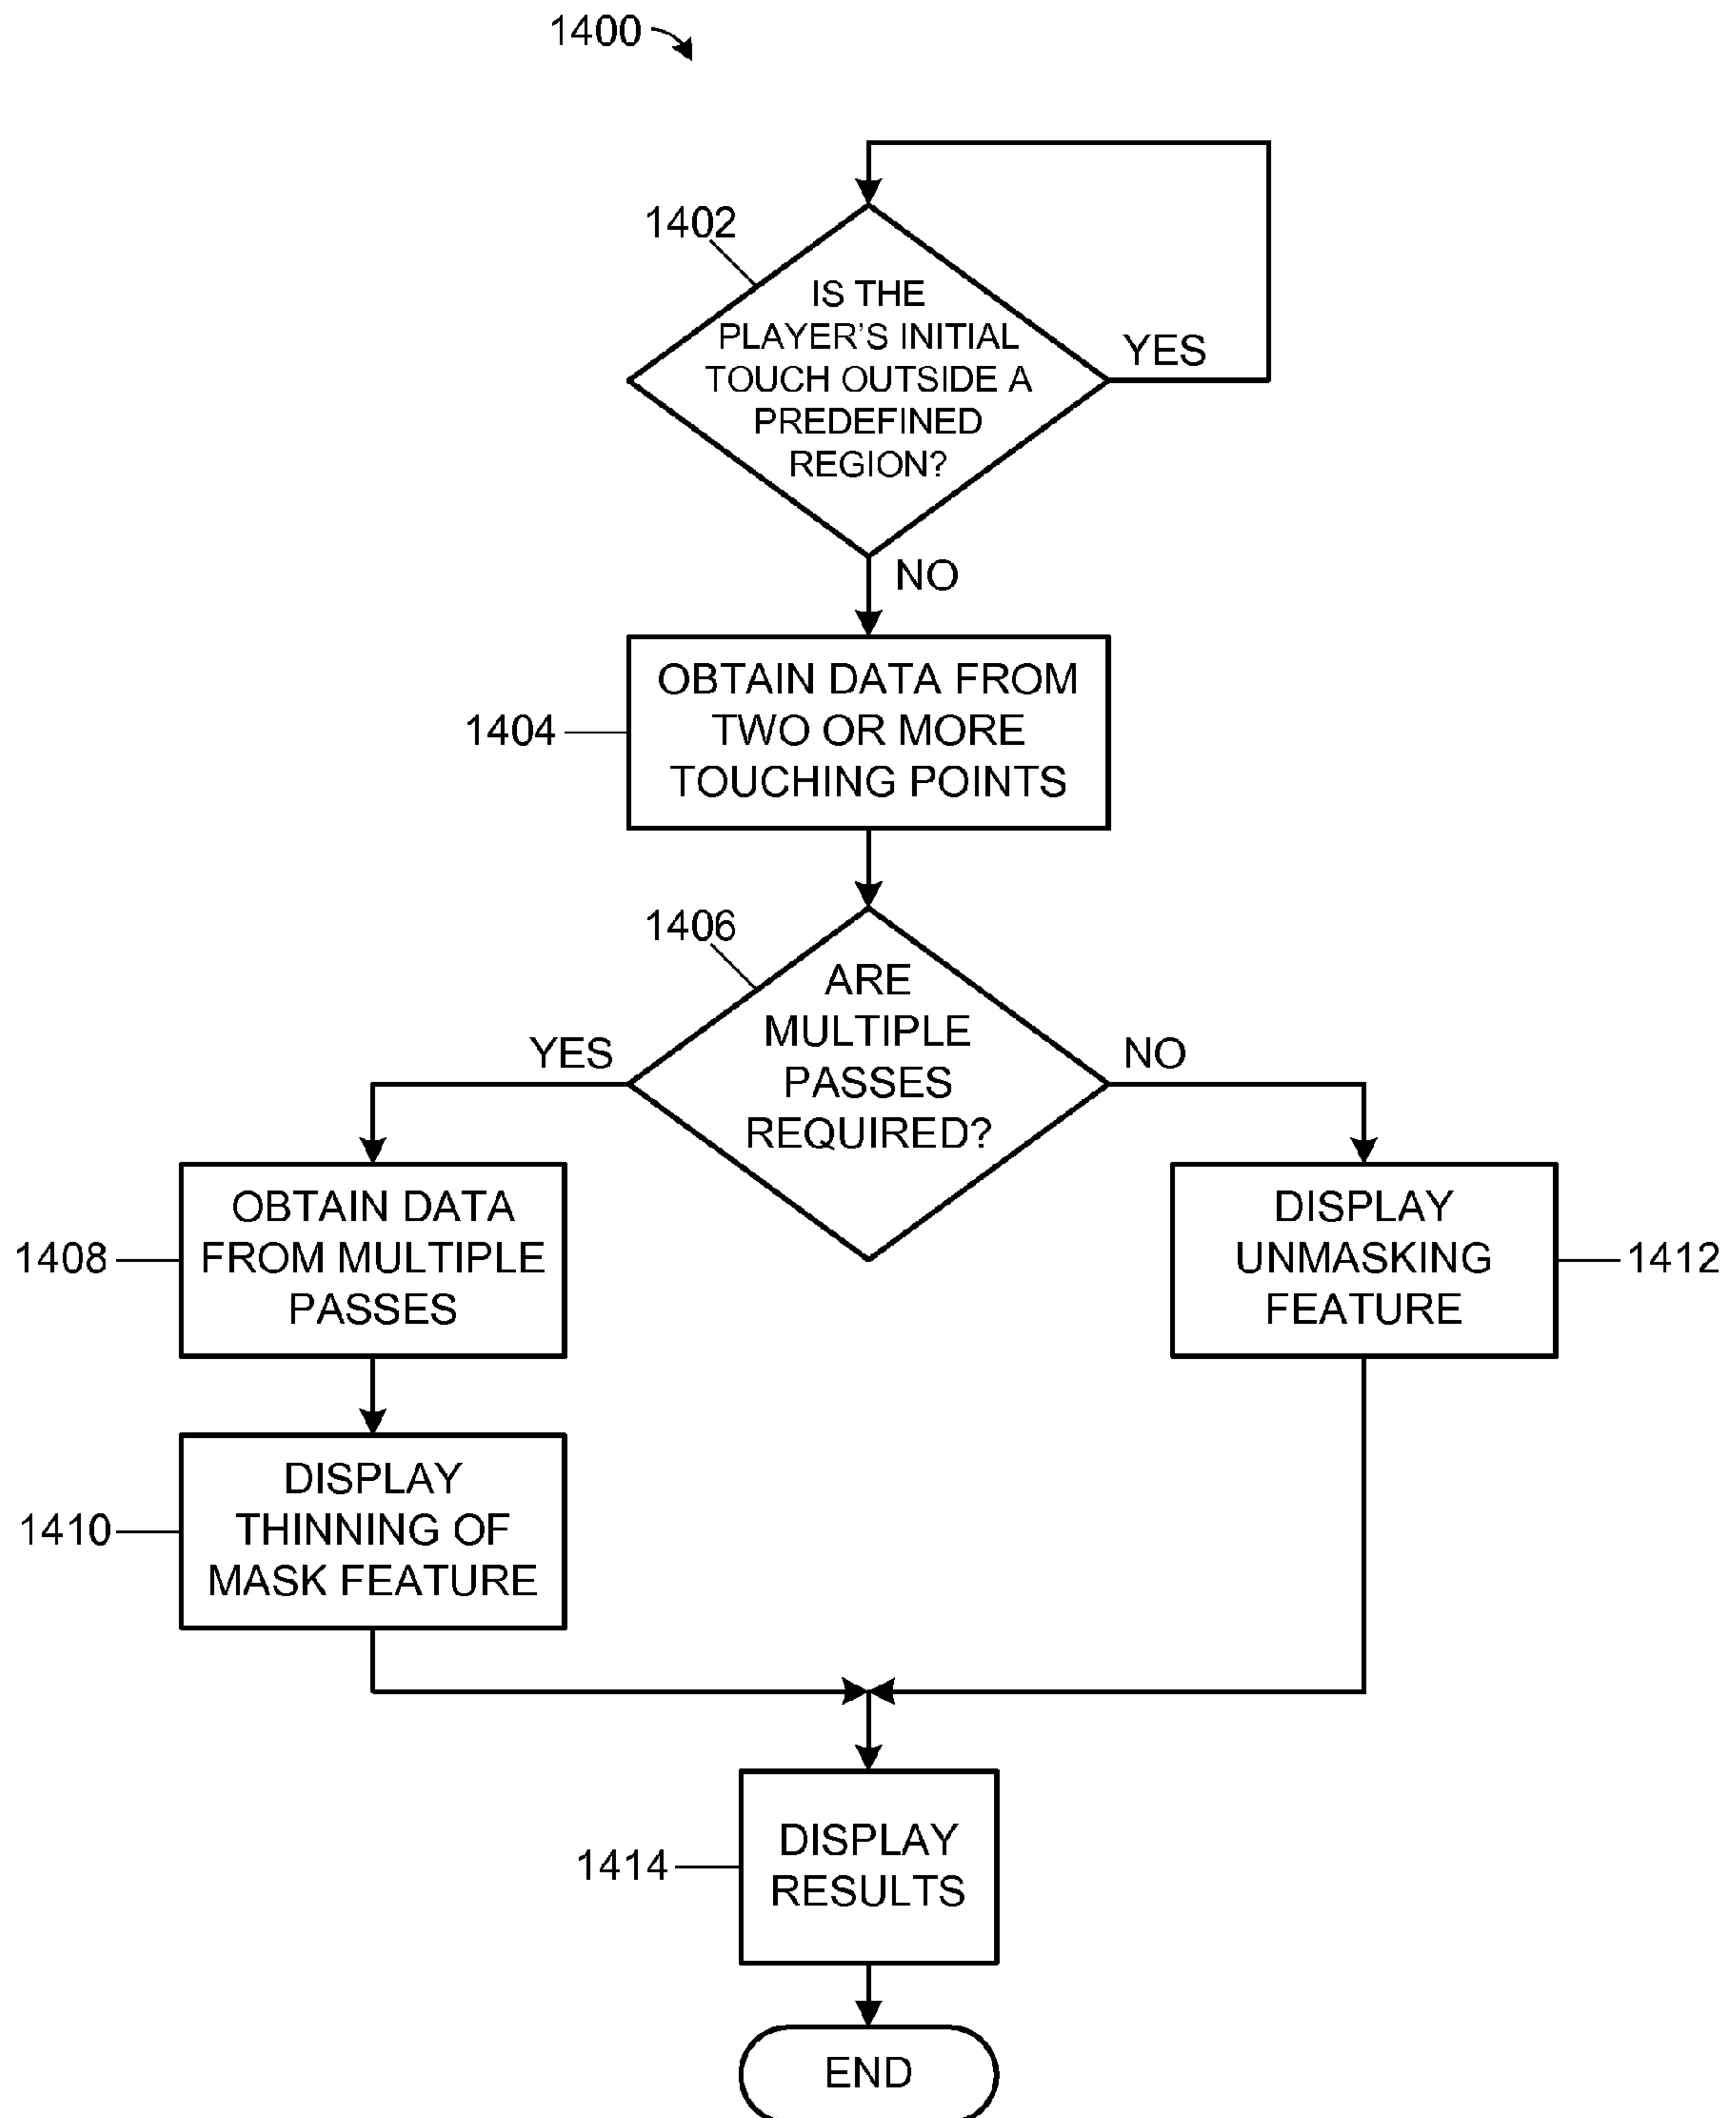 1400
1402
IS THE
PLAYER'S INITIAL
TOUCH OUTSIDE A
PREDEFINED
REGION?
YES
NO
1404
OBTAIN DATA FROM
TWO OR MORE
TOUCHING POINTS
1406
ARE
MULTIPLE
PASSES
REQUIRED?
YES
NO
1408
OBTAIN DATA
FROM MULTIPLE
PASSES
DISPLAY
UNMASKING
FEATURE
1412
1410
DISPLAY
THINNING OF
MASK FEATURE
1414
DISPLAY
RESULTS
END